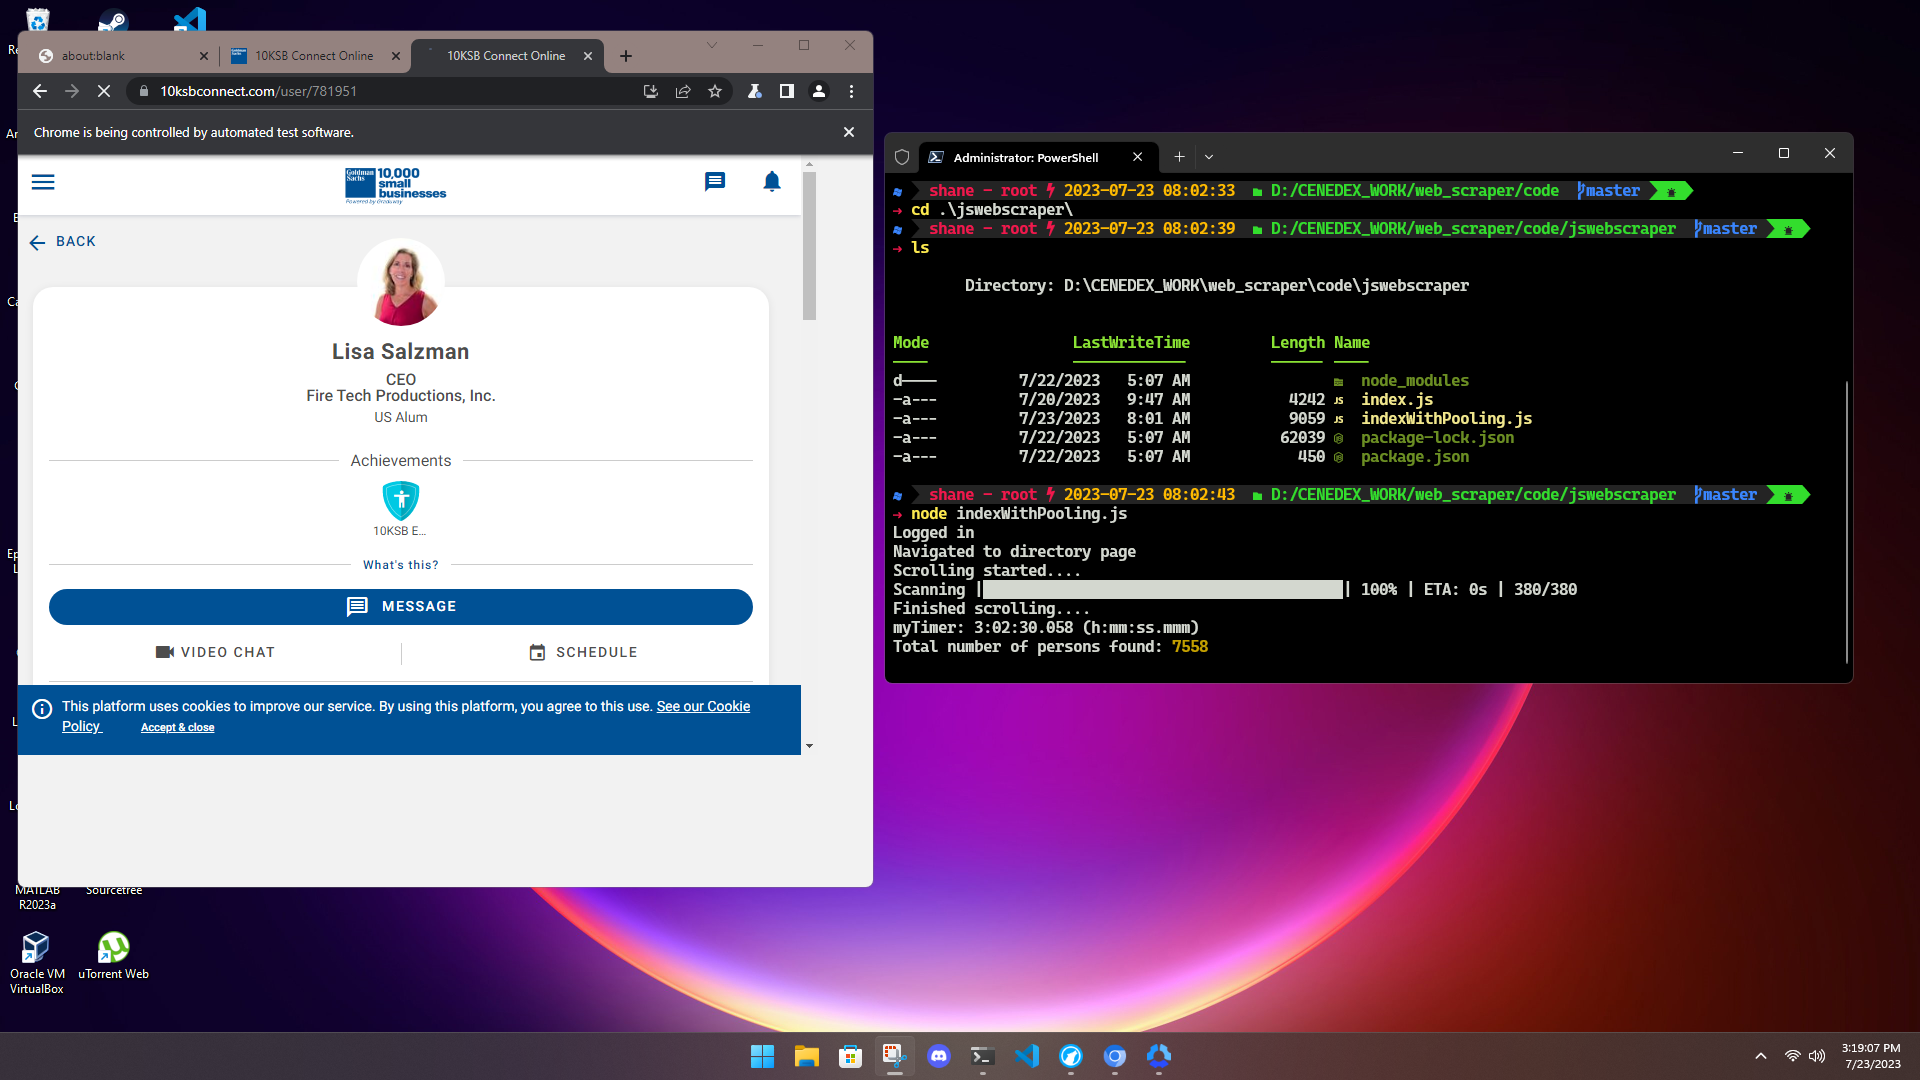 about:blank
10KSB Connect Online
10KSB Connect Online
10ksbconnect.com/user/781951
Chrome is being controlled by automated test software.
Goldman Sachs
10,000 small businesses
Powered by Graduway
BACK
Lisa Salzman
CEO
Fire Tech Productions, Inc.
US Alum
Achievements
10KSB E...
What's this?
MESSAGE
VIDEO CHAT
SCHEDULE
This platform uses cookies to improve our service. By using this platform, you agree to this use. See our Cookie
Policy Accept & close
MATLAB
R2023a
Sourcetree
Oracle VM
VirtualBox
uTorrent Web
Administrator: PowerShell
shane - root 2023-07-23 08:02:33 D:/CENEDEX_WORK/web_scraper/code master
→ cd .\jswebscraper\
shane - root 2023-07-23 08:02:39 D:/CENEDEX_WORK/web_scraper/code/jswebscraper master
→ ls
Directory: D:\CENEDEX_WORK\web_scraper\code\jswebscraper
Mode LastWriteTime Length Name
d---- 7/22/2023 5:07 AM node_modules
-a--- 7/20/2023 9:47 AM 4242 JS index.js
-a--- 7/23/2023 8:01 AM 9059 JS indexWithPooling.js
-a--- 7/22/2023 5:07 AM 62039 package-lock.json
-a--- 7/22/2023 5:07 AM 450 package.json
shane - root 2023-07-23 08:02:43 D:/CENEDEX_WORK/web_scraper/code/jswebscraper master
→ node indexWithPooling.js
Logged in
Navigated to directory page
Scrolling started....
Scanning | | 100% | ETA: 0s | 380/380
Finished scrolling....
myTimer: 3:02:30.058 (h:mm:ss.mmm)
Total number of persons found: 7558
3:19:07 PM
7/23/2023